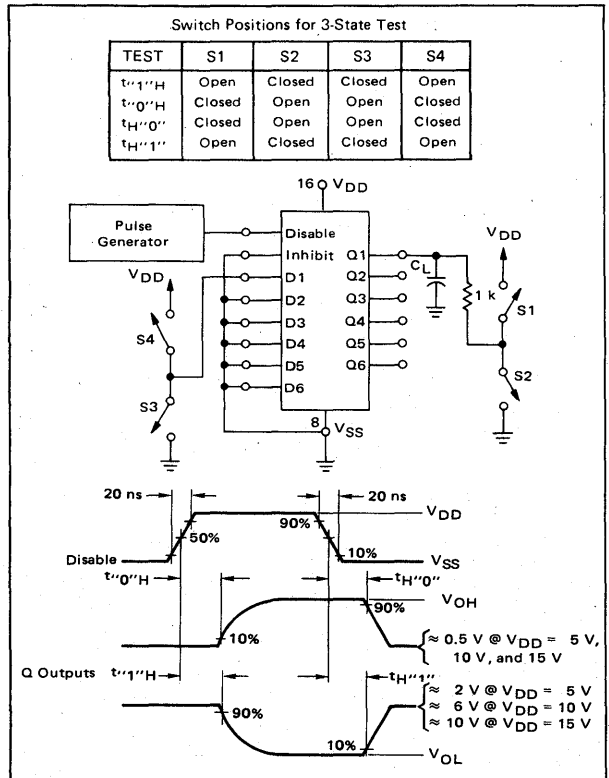 Switch Positions for 3-State Test
TEST S1 S2 S3 S4
t"1"H Open Closed Closed Open
t"0"H Closed Open Open Closed
tH"0" Closed Open Open Closed
tH"1" Open Closed Closed Open
16 VDD
Pulse Generator
Disable
Inhibit
D1
D2
D3
D4
D5
D6
Q1
Q2
Q3
Q4
Q5
Q6
CL
VDD
1 k
S1
S2
VDD
S4
S3
8
VSS
20 ns
20 ns
VDD
90%
50%
10%
Disable
VSS
t"0"H
tH"0"
VOH
90%
10%
≈ 0.5 V @ VDD = 5 V,
10 V, and 15 V
Q Outputs
t"1"H
tH"1"
≈ 2 V @ VDD = 5 V
≈ 6 V @ VDD = 10 V
≈ 10 V @ VDD = 15 V
90%
10%
VOL